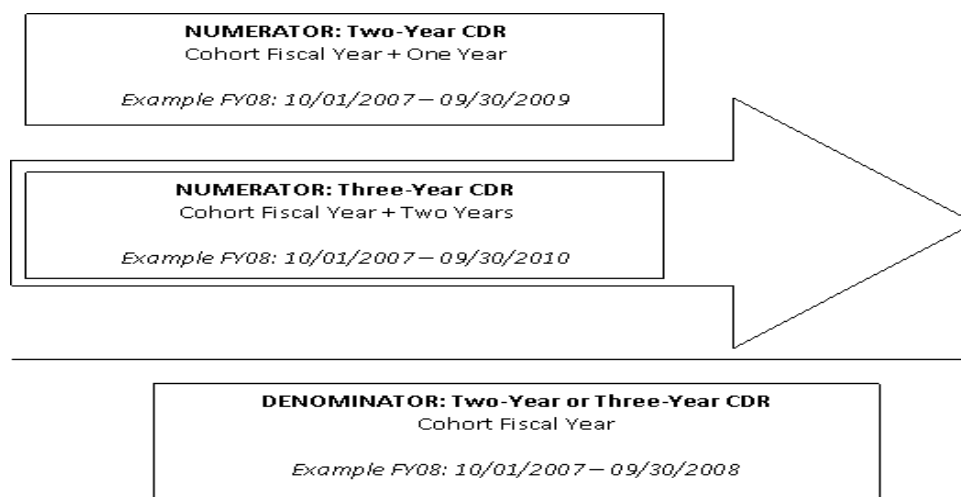 NUMERATOR: Two-Year CDR
Cohort Fiscal Year + One Year
Example FY08: 10/01/2007 – 09/30/2009
NUMERATOR: Three-Year CDR
Cohort Fiscal Year + Two Years
Example FY08: 10/01/2007 – 09/30/2010
DENOMINATOR: Two-Year or Three-Year CDR
Cohort Fiscal Year
Example FY08: 10/01/2007 – 09/30/2008